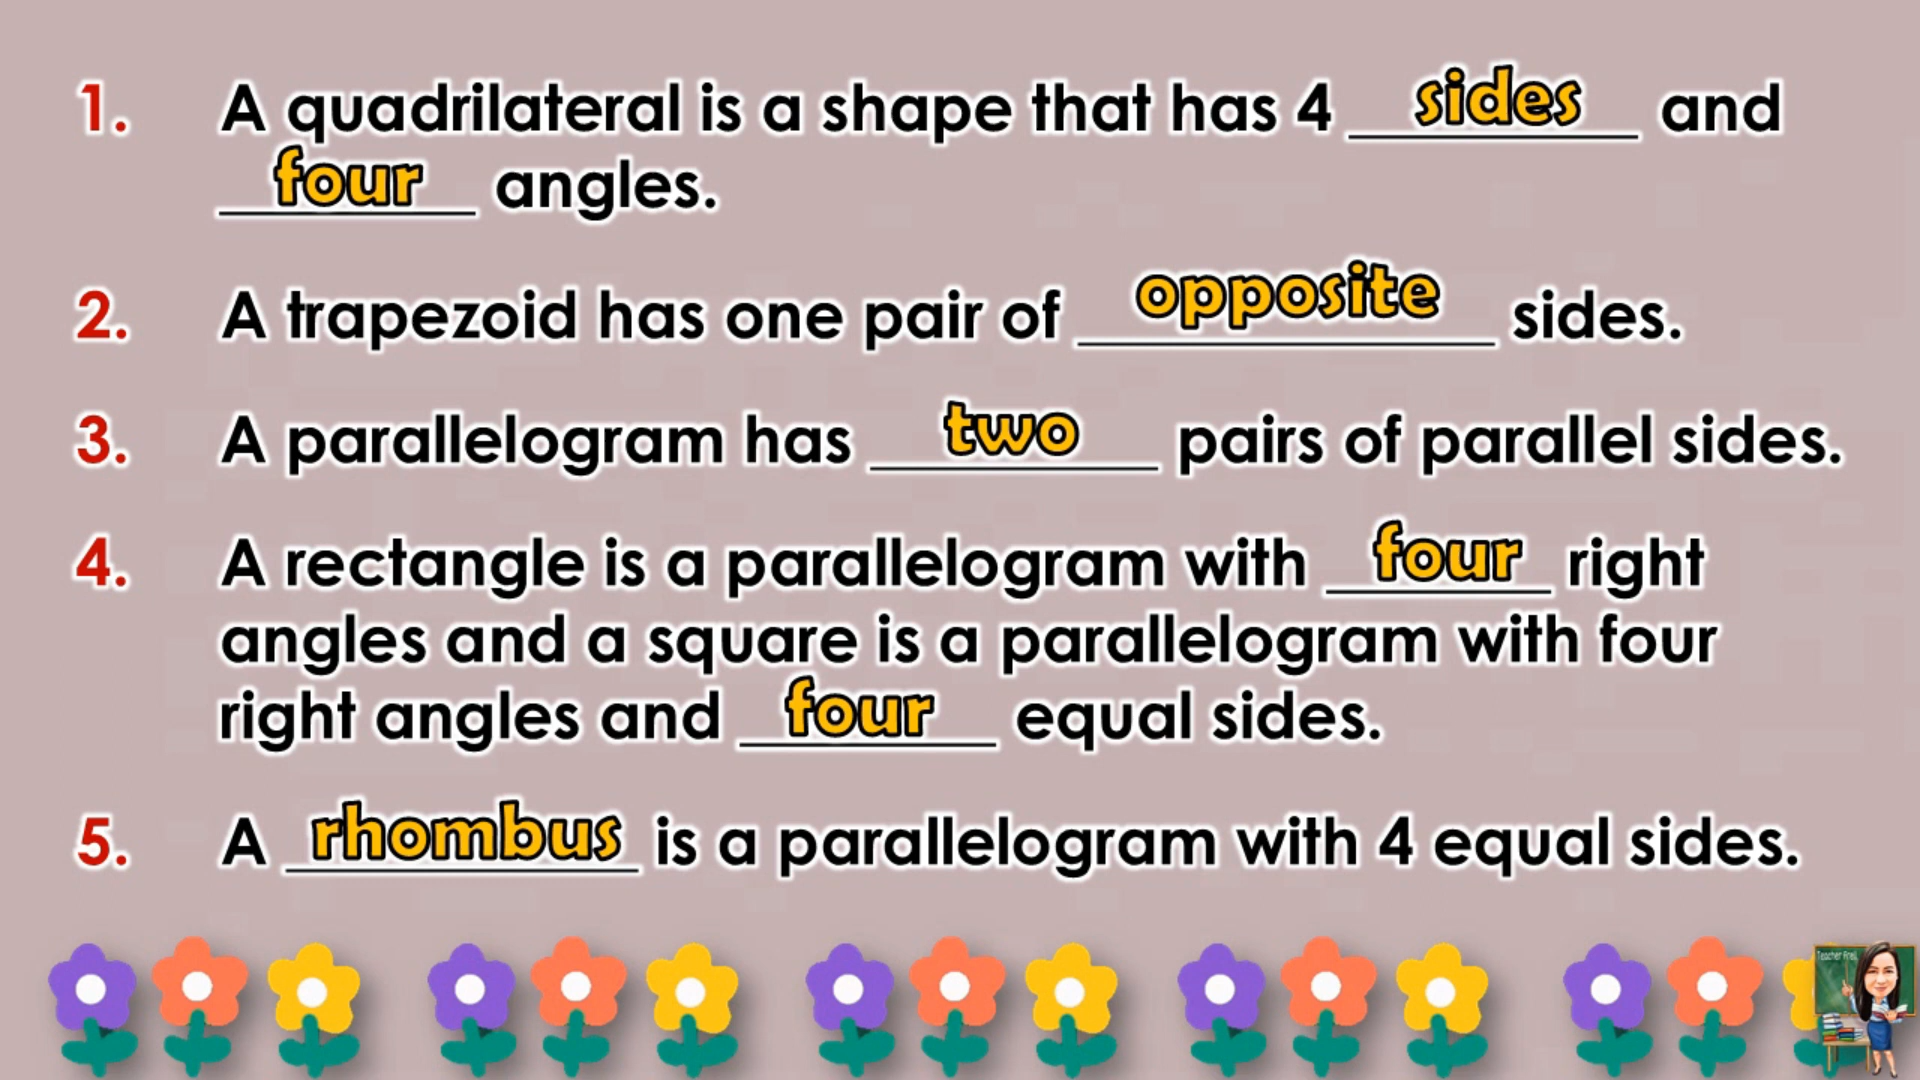 1. A quadrilateral is a shape that has 4 sides and
four angles.
2. A trapezoid has one pair of opposite sides.
3. A parallelogram has two pairs of parallel sides.
4. A rectangle is a parallelogram with four right
angles and a square is a parallelogram with four
right angles and four equal sides.
5. A rhombus is a parallelogram with 4 equal sides.
Teacher